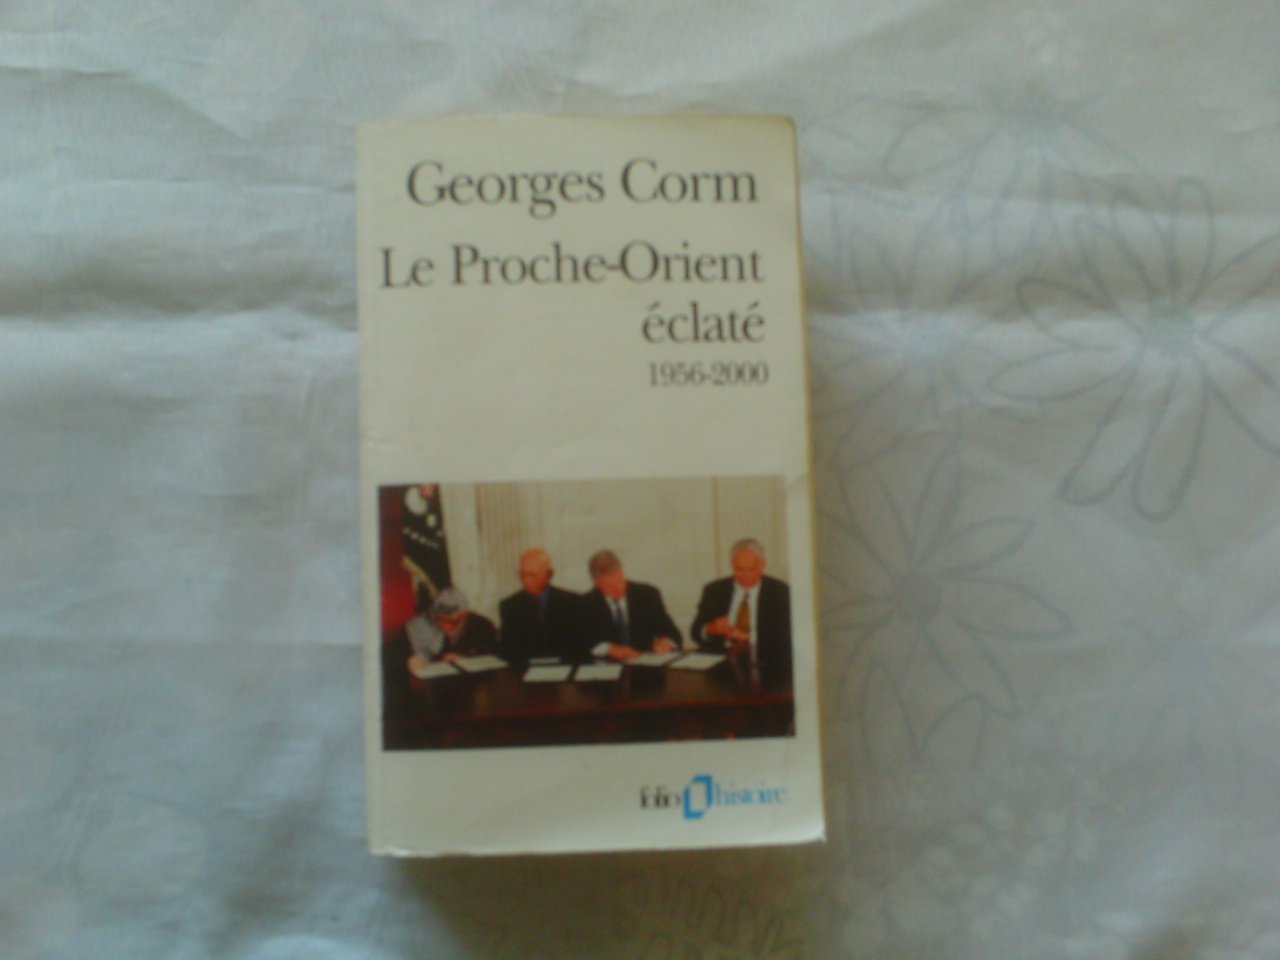 Georges Corm
Le Proche-Orient
éclaté
1956-2000
folio histoire